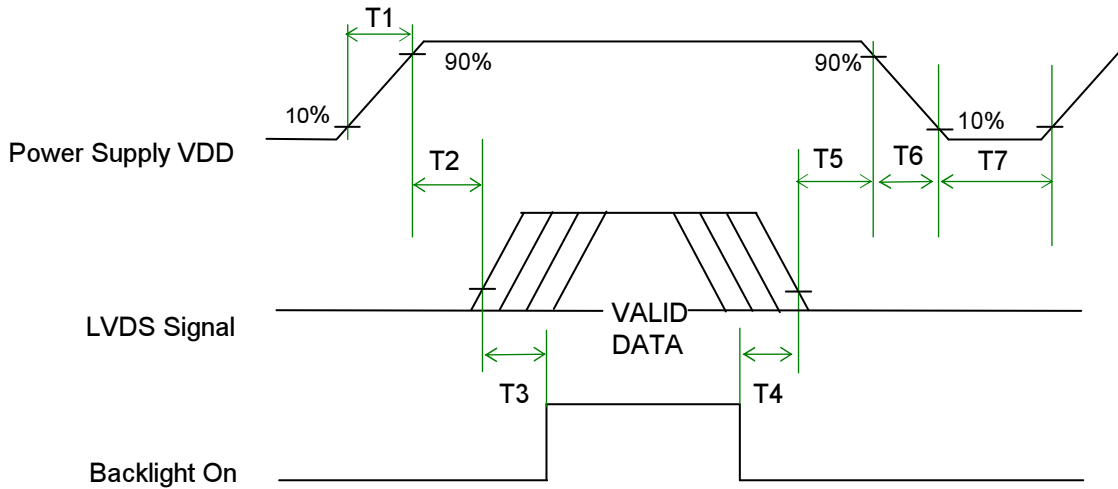 T1
90%
90%
10%
10%
Power Supply VDD
T2
T5
T6
T7
VALID
DATA
LVDS Signal
T3
T4
Backlight On